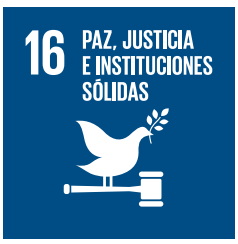 16 PAZ, JUSTICIA
E INSTITUCIONES
SÓLIDAS